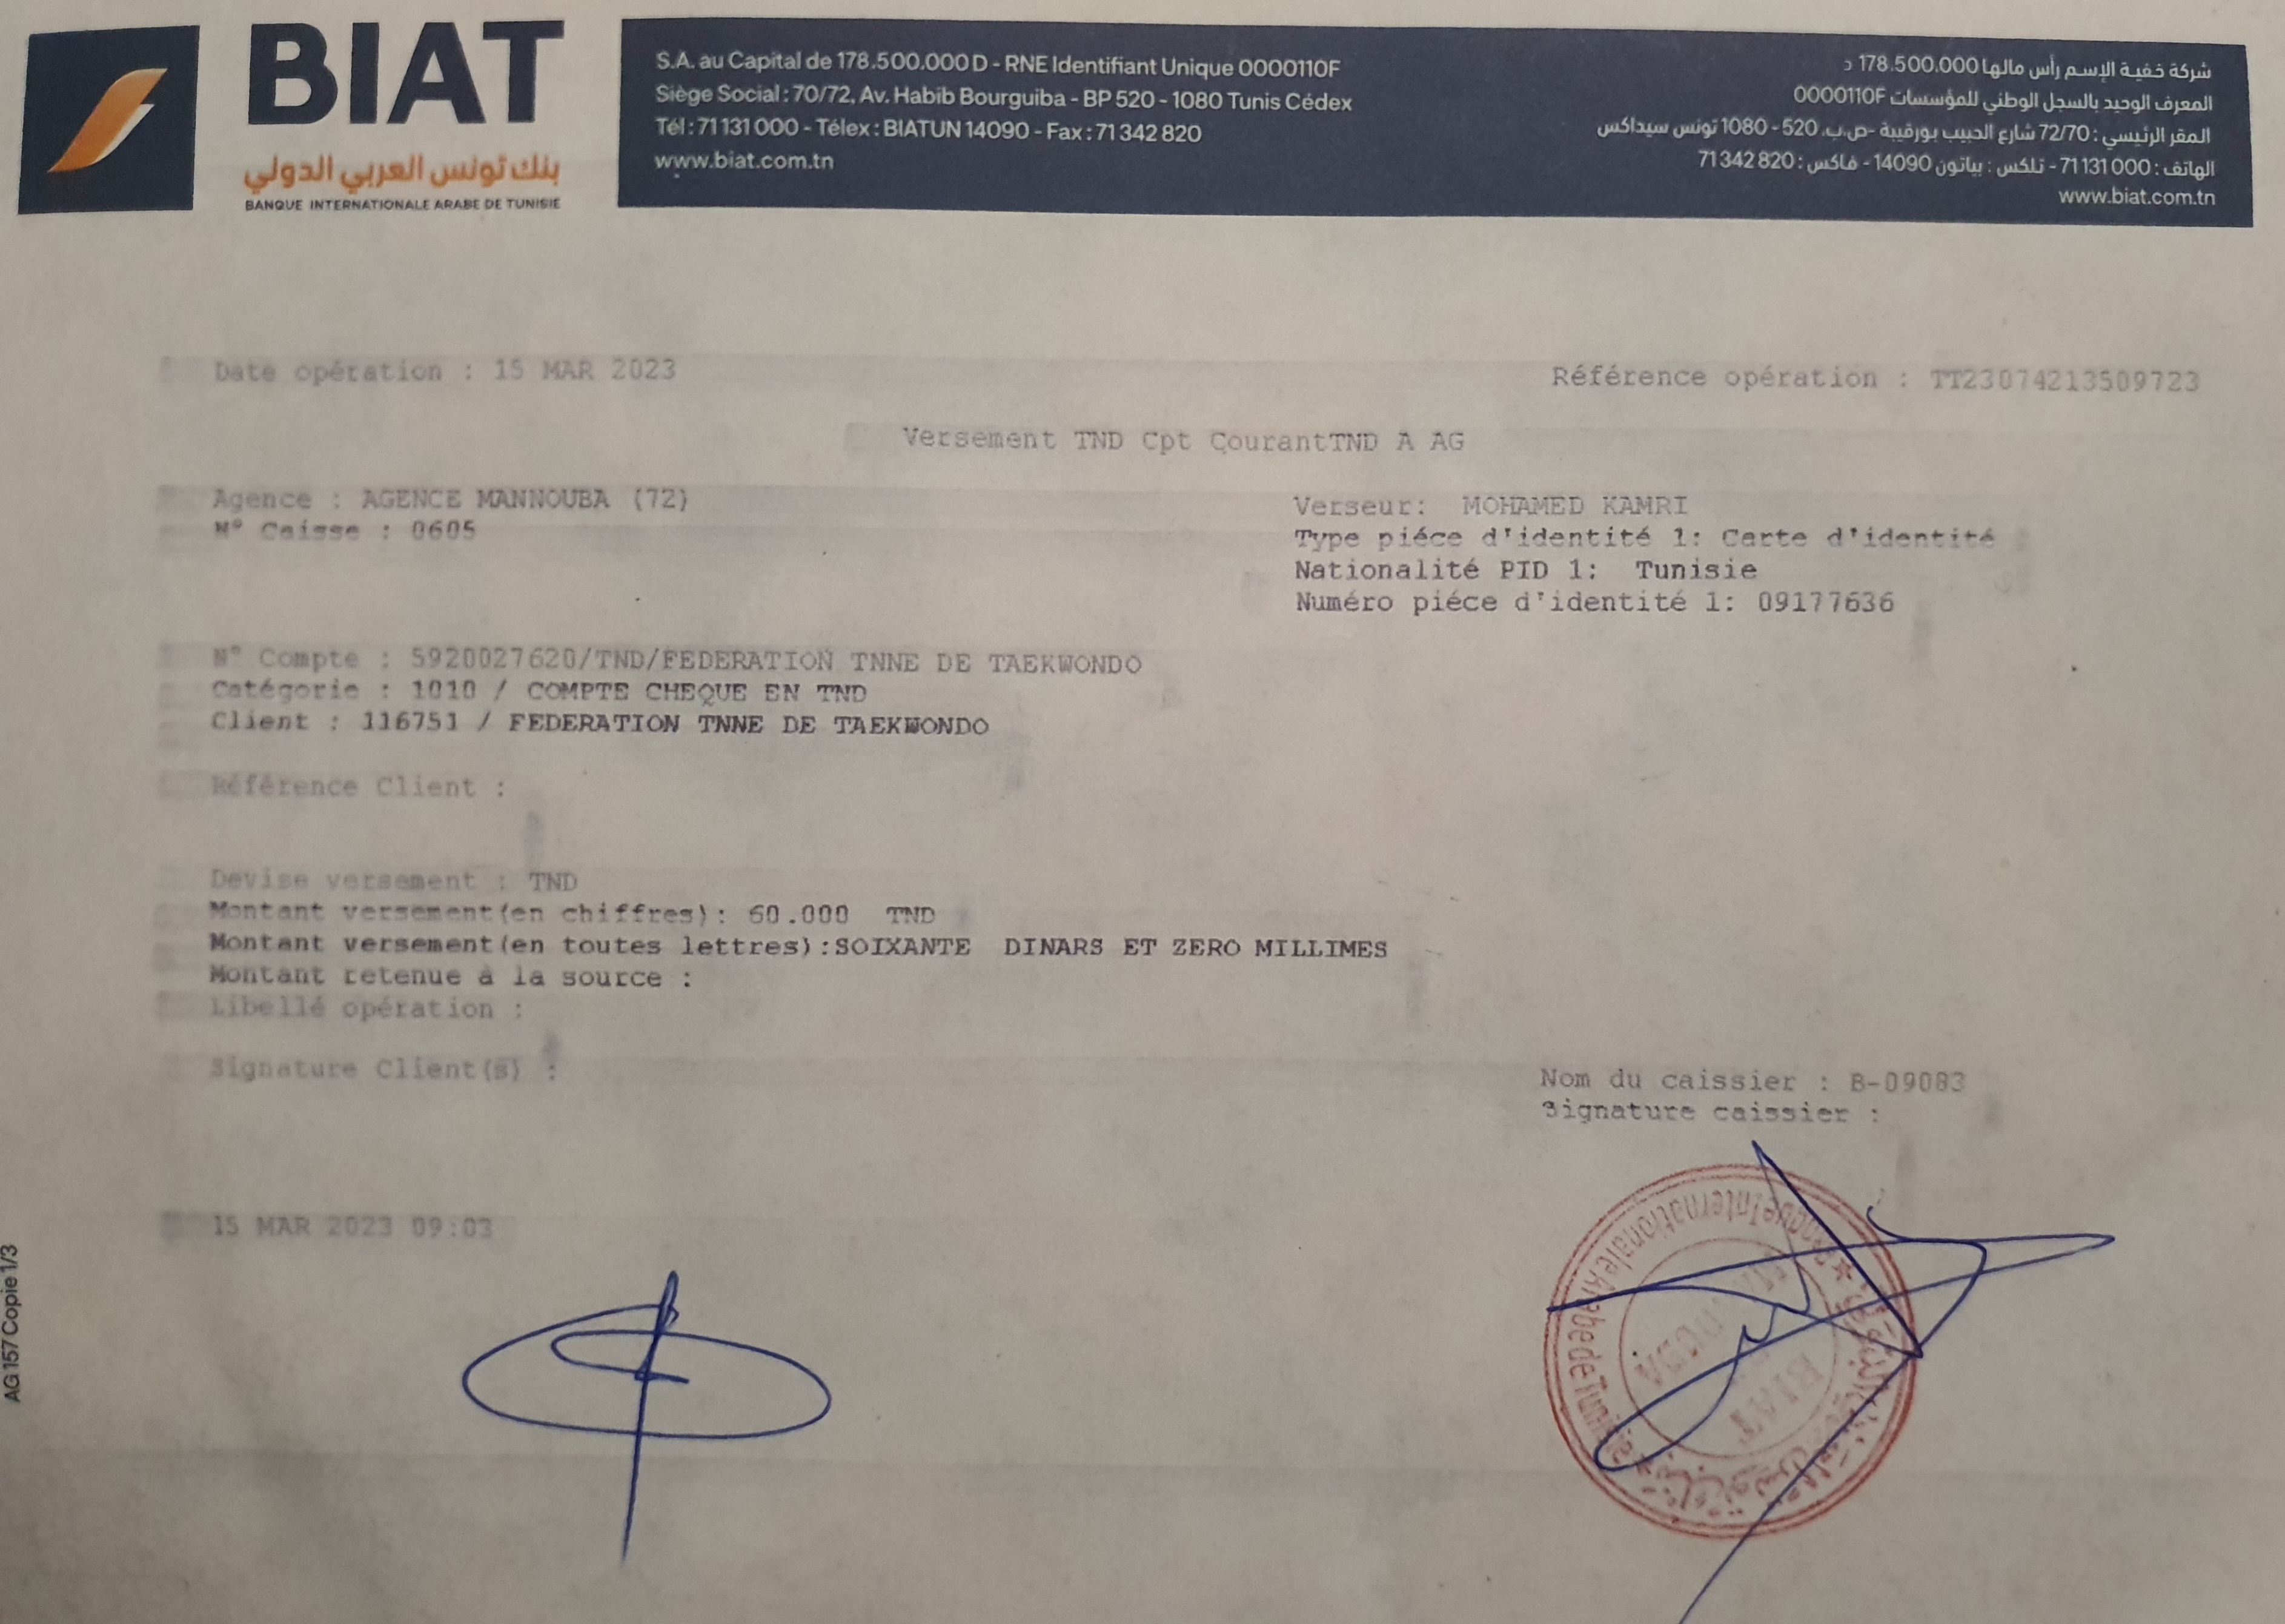 BIAT
بنك تونس العربي الدولي
BANQUE INTERNATIONALE ARABE DE TUNISIE
S.A. au Capital de 178.500.000 D - RNE Identifiant Unique 0000110F
Siège Social : 70/72, Av. Habib Bourguiba - BP 520 - 1080 Tunis Cédex
Tél : 71 131 000 - Télex : BIATUN 14090 - Fax : 71 342 820
www.biat.com.tn
شركة خفية الإسم رأس مالها 178.500.000 د
المعرف الوحيد بالسجل الوطني للمؤسسات 0000110F
المقر الرئيسي : 72/70 شارع الحبيب بورقيبة -ص.ب. 520 - 1080 تونس سيداكس
الهاتف : 71 131 000 - تلكس : بياتون 14090 - فاكس : 71 342 820
www.biat.com.tn
Date opération : 15 MAR 2023
Référence opération : TT23074213509723
Versement TND Cpt CourantTND A AG
Agence : AGENCE MANNOUBA (72)
N° Caisse : 0605
Verseur: MOHAMED KAMRI
Type piéce d'identité 1: Carte d'identité
Nationalité PID 1: Tunisie
Numéro piéce d'identité 1: 09177636
N° Compte : 5920027620/TND/FEDERATION TNNE DE TAEKWONDO
Catégorie : 1010 / COMPTE CHEQUE EN TND
Client : 116751 / FEDERATION TNNE DE TAEKWONDO
Référence Client :
Devise versement : TND
Montant versement(en chiffres): 60.000 TND
Montant versement(en toutes lettres):SOIXANTE DINARS ET ZERO MILLIMES
Montant retenue à la source :
Libellé opération :
Signature Client(s) :
Nom du caissier : B-09083
Signature caissier :
15 MAR 2023 09:03
Banque Internationale Arabe de Tunisie
BIAT
AG 157 Copie 1/3